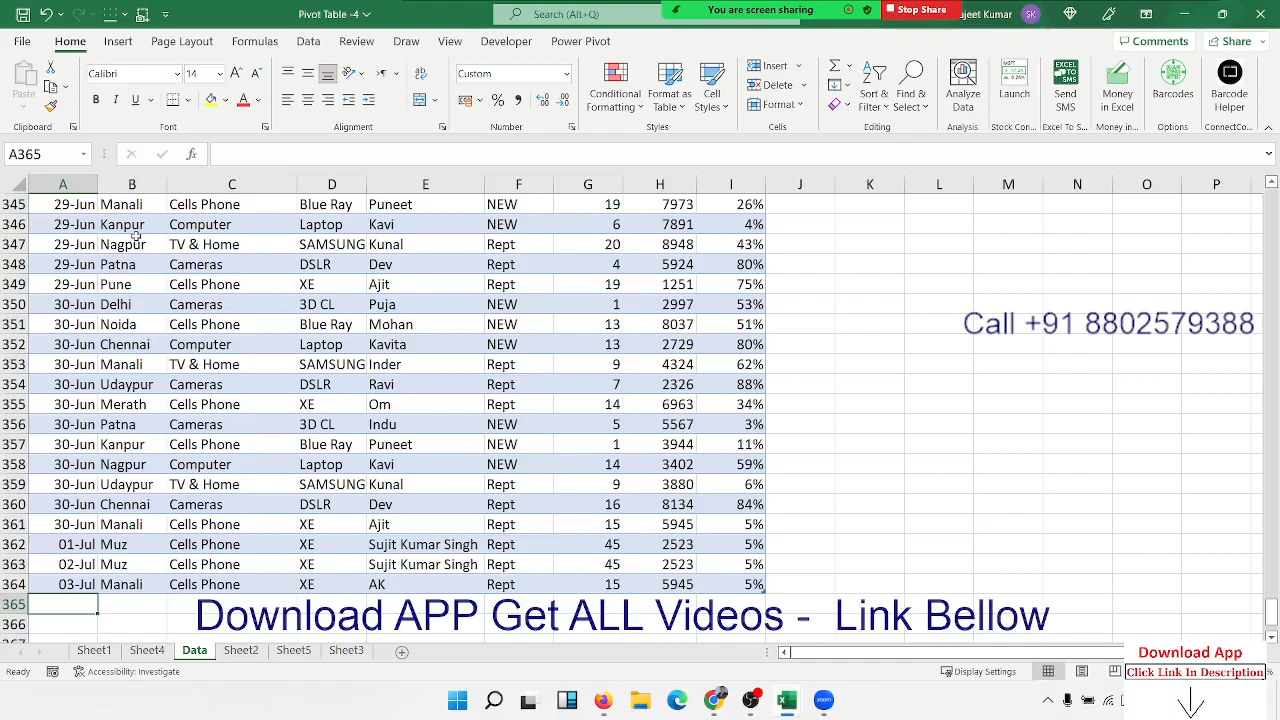 Pivot Table -4
Search (Alt+Q)
You are screen sharing
Stop Share
jeet Kumar
SK
File Home Insert Page Layout Formulas Data Review Draw View Developer Power Pivot
Comments Share
Paste
Calibri 14
Custom
Conditional Formatting
Format as Table
Cell Styles
Insert
Delete
Format
Sort & Filter
Find & Select
Analyze Data
Launch
Send SMS
Money in Excel
Barcodes
Barcode Helper
Clipboard Font Alignment Number Styles Cells Editing Analysis Stock Con... Excel To S... Money in... Options ConnectCo...
A365
A B C D E F G H I J K L M N O P
345 29-Jun Manali Cells Phone Blue Ray Puneet NEW 19 7973 26%
346 29-Jun Kanpur Computer Laptop Kavi NEW 6 7891 4%
347 29-Jun Nagpur TV & Home SAMSUNG Kunal Rept 20 8948 43%
348 29-Jun Patna Cameras DSLR Dev Rept 4 5924 80%
349 29-Jun Pune Cells Phone XE Ajit Rept 19 1251 75%
350 30-Jun Delhi Cameras 3D CL Puja NEW 1 2997 53%
351 30-Jun Noida Cells Phone Blue Ray Mohan NEW 13 8037 51%
Call +91 8802579388
352 30-Jun Chennai Computer Laptop Kavita NEW 13 2729 80%
353 30-Jun Manali TV & Home SAMSUNG Inder Rept 9 4324 62%
354 30-Jun Udaypur Cameras DSLR Ravi Rept 7 2326 88%
355 30-Jun Merath Cells Phone XE Om Rept 14 6963 34%
356 30-Jun Patna Cameras 3D CL Indu NEW 5 5567 3%
357 30-Jun Kanpur Cells Phone Blue Ray Puneet NEW 1 3944 11%
358 30-Jun Nagpur Computer Laptop Kavi NEW 14 3402 59%
359 30-Jun Udaypur TV & Home SAMSUNG Kunal Rept 9 3880 6%
360 30-Jun Chennai Cameras DSLR Dev Rept 16 8134 84%
361 30-Jun Manali Cells Phone XE Ajit Rept 15 5945 5%
362 01-Jul Muz Cells Phone XE Sujit Kumar Singh Rept 45 2523 5%
363 02-Jul Muz Cells Phone XE Sujit Kumar Singh Rept 45 2523 5%
364 03-Jul Manali Cells Phone XE AK Rept 15 5945 5%
365
366
Download APP Get ALL Videos - Link Bellow
Sheet1 Sheet4 Data Sheet2 Sheet5 Sheet3
Download App
Click Link In Description
Ready Accessibility: Investigate Display Settings
zoom